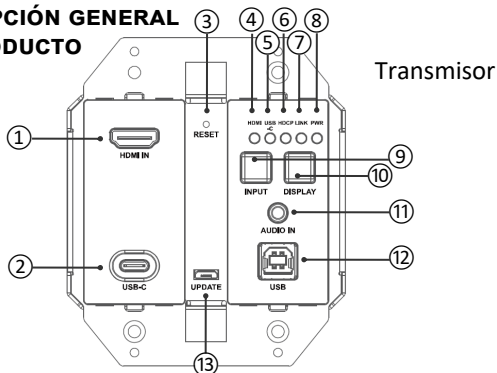 PCIÓN GENERAL
ODUCTO
Transmisor
③ ④ ⑤ ⑥ ⑦ ⑧
① HDMI IN
RESET
HDMI USB-C HDCP LINK PWR
⑨ ⑩
INPUT DISPLAY
⑪ AUDIO IN
② USB-C
UPDATE
⑫ USB
⑬